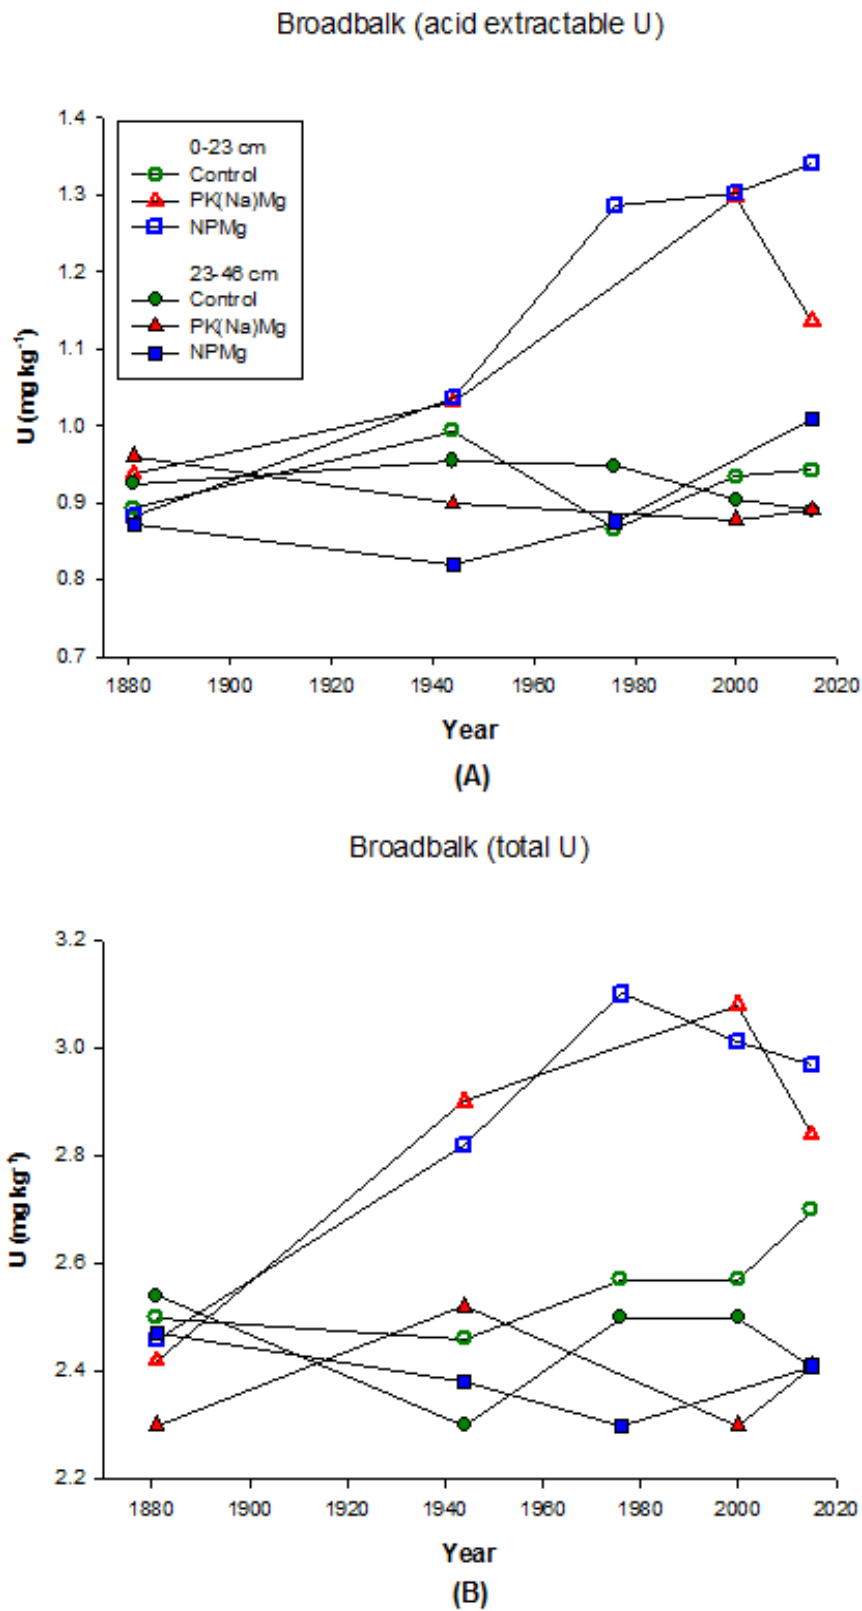 Broadbalk (acid extractable U)
1.4
1.3
1.2
1.1
1.0
0.9
0.8
0.7
U (mg kg⁻¹)
0-23 cm
Control
PK(Na)Mg
NPMg
23-46 cm
Control
PK(Na)Mg
NPMg
1880 1900 1920 1940 1960 1980 2000 2020
Year
(A)
Broadbalk (total U)
3.2
3.0
2.8
2.6
2.4
2.2
U (mg kg⁻¹)
1880 1900 1920 1940 1960 1980 2000 2020
Year
(B)